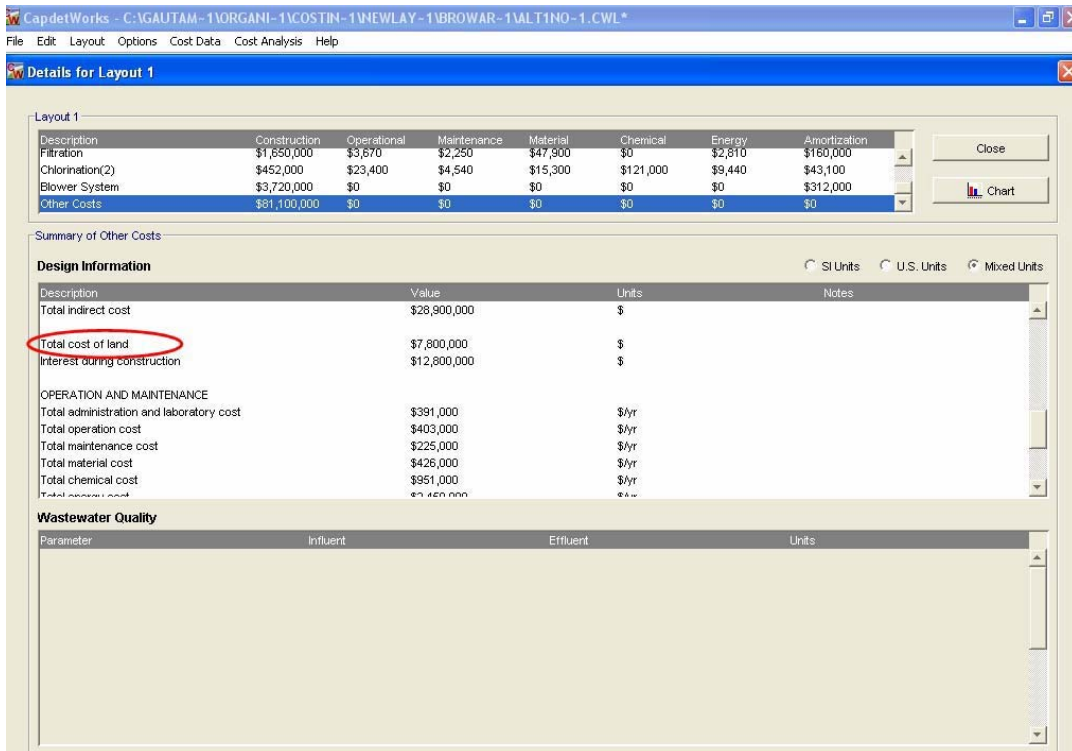 CapdetWorks - C:\GAUTAM~1\ORGANI~1\COSTIN~1\NEWLAY~1\BROWAR~1\ALT1NO~1.CWL*
File Edit Layout Options Cost Data Cost Analysis Help
Details for Layout 1
Layout 1
Description Construction Operational Maintenance Material Chemical Energy Amortization
Filtration $1,650,000 $3,670 $2,250 $47,900 $0 $2,810 $160,000
Chlorination(2) $452,000 $23,400 $4,540 $15,300 $121,000 $9,440 $43,100
Blower System $3,720,000 $0 $0 $0 $0 $0 $312,000
Other Costs $81,100,000 $0 $0 $0 $0 $0 $0
Close
Chart
Summary of Other Costs
Design Information SI Units U.S. Units Mixed Units
Description Value Units Notes
Total indirect cost $28,900,000 $
Total cost of land $7,800,000 $
Interest during construction $12,800,000 $
OPERATION AND MAINTENANCE
Total administration and laboratory cost $391,000 $/yr
Total operation cost $403,000 $/yr
Total maintenance cost $225,000 $/yr
Total material cost $426,000 $/yr
Total chemical cost $951,000 $/yr
Total energy cost $/yr
Wastewater Quality
Parameter Influent Effluent Units